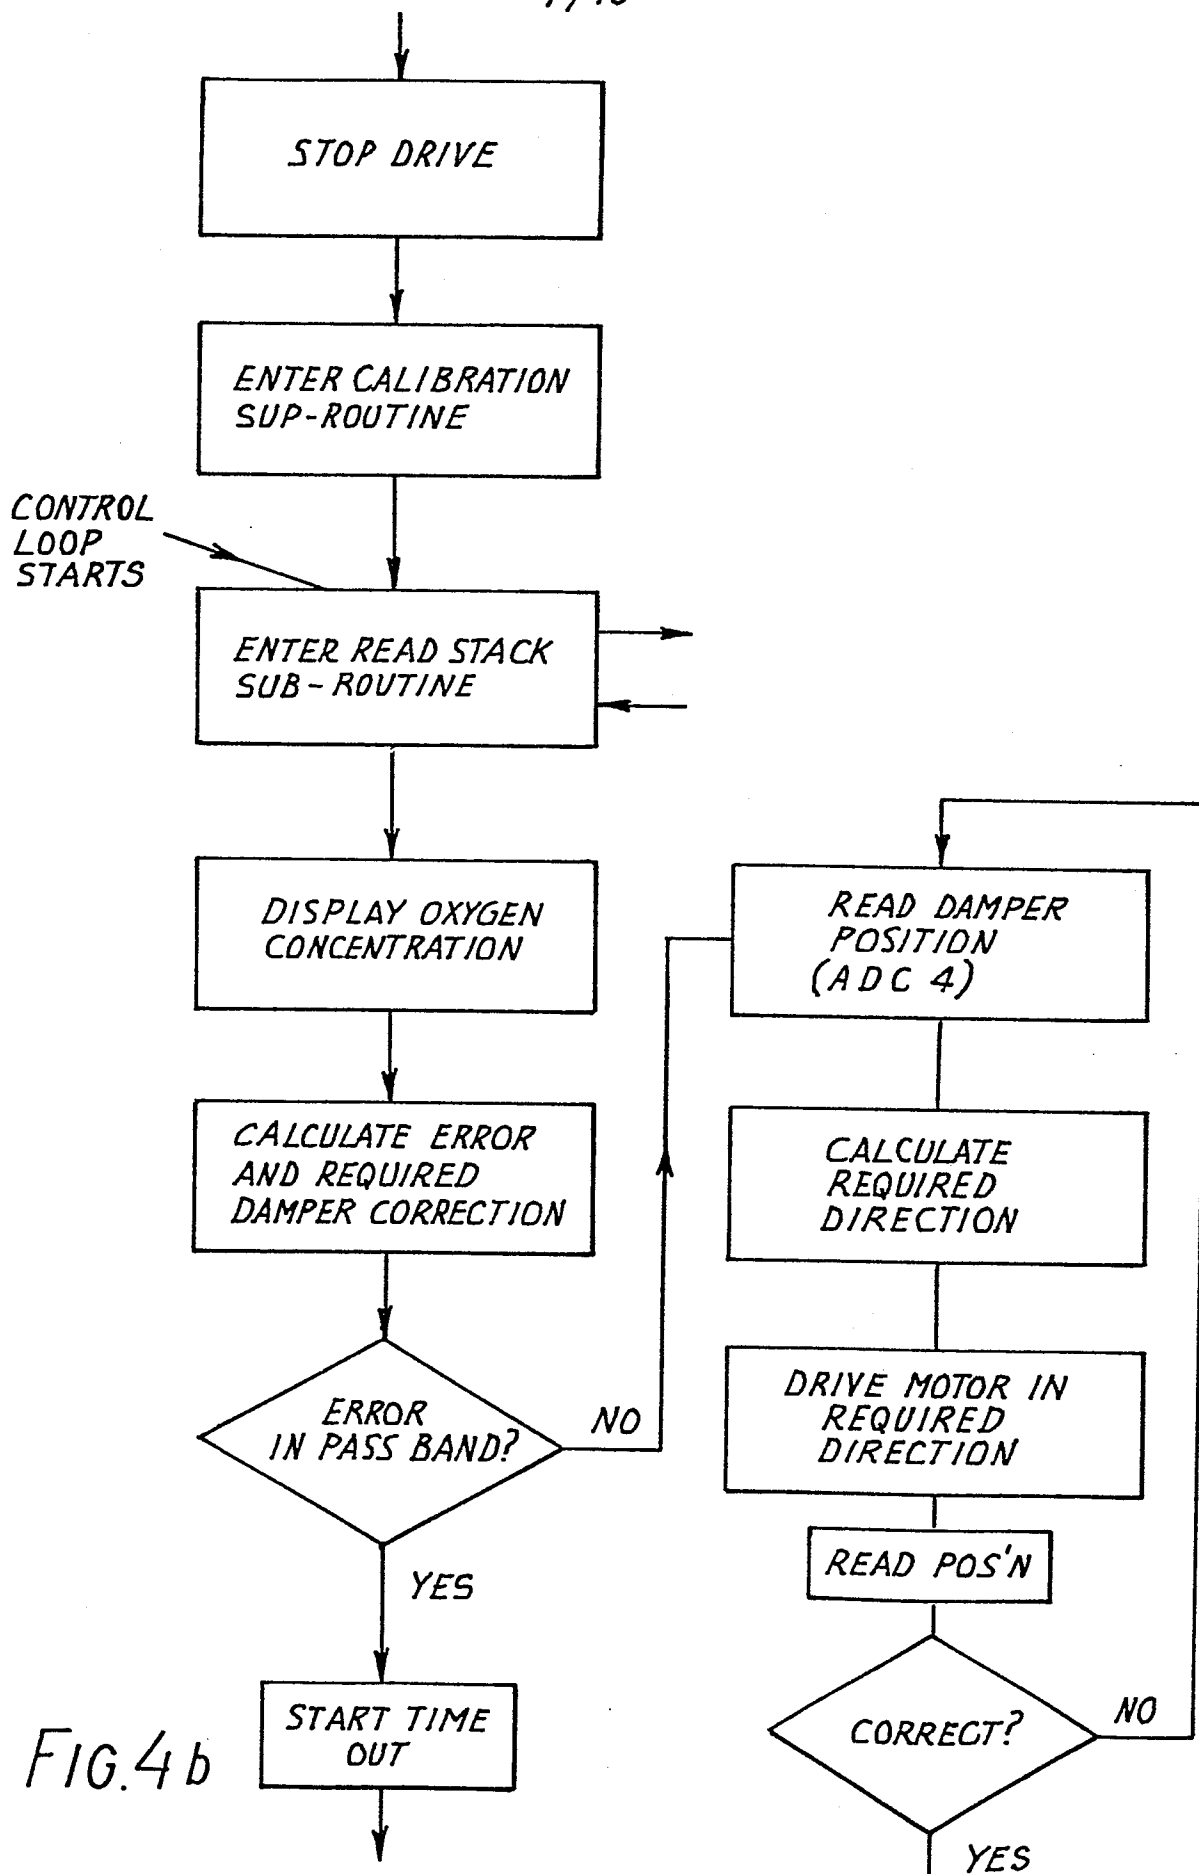 STOP DRIVE
ENTER CALIBRATION
SUP-ROUTINE
CONTROL
LOOP
STARTS
ENTER READ STACK
SUB-ROUTINE
DISPLAY OXYGEN
CONCENTRATION
CALCULATE ERROR
AND REQUIRED
DAMPER CORRECTION
ERROR
IN PASS BAND?
NO
YES
START TIME
OUT
READ DAMPER
POSITION
(ADC 4)
CALCULATE
REQUIRED
DIRECTION
DRIVE MOTOR IN
REQUIRED
DIRECTION
READ POS'N
CORRECT?
NO
YES
FIG.4b